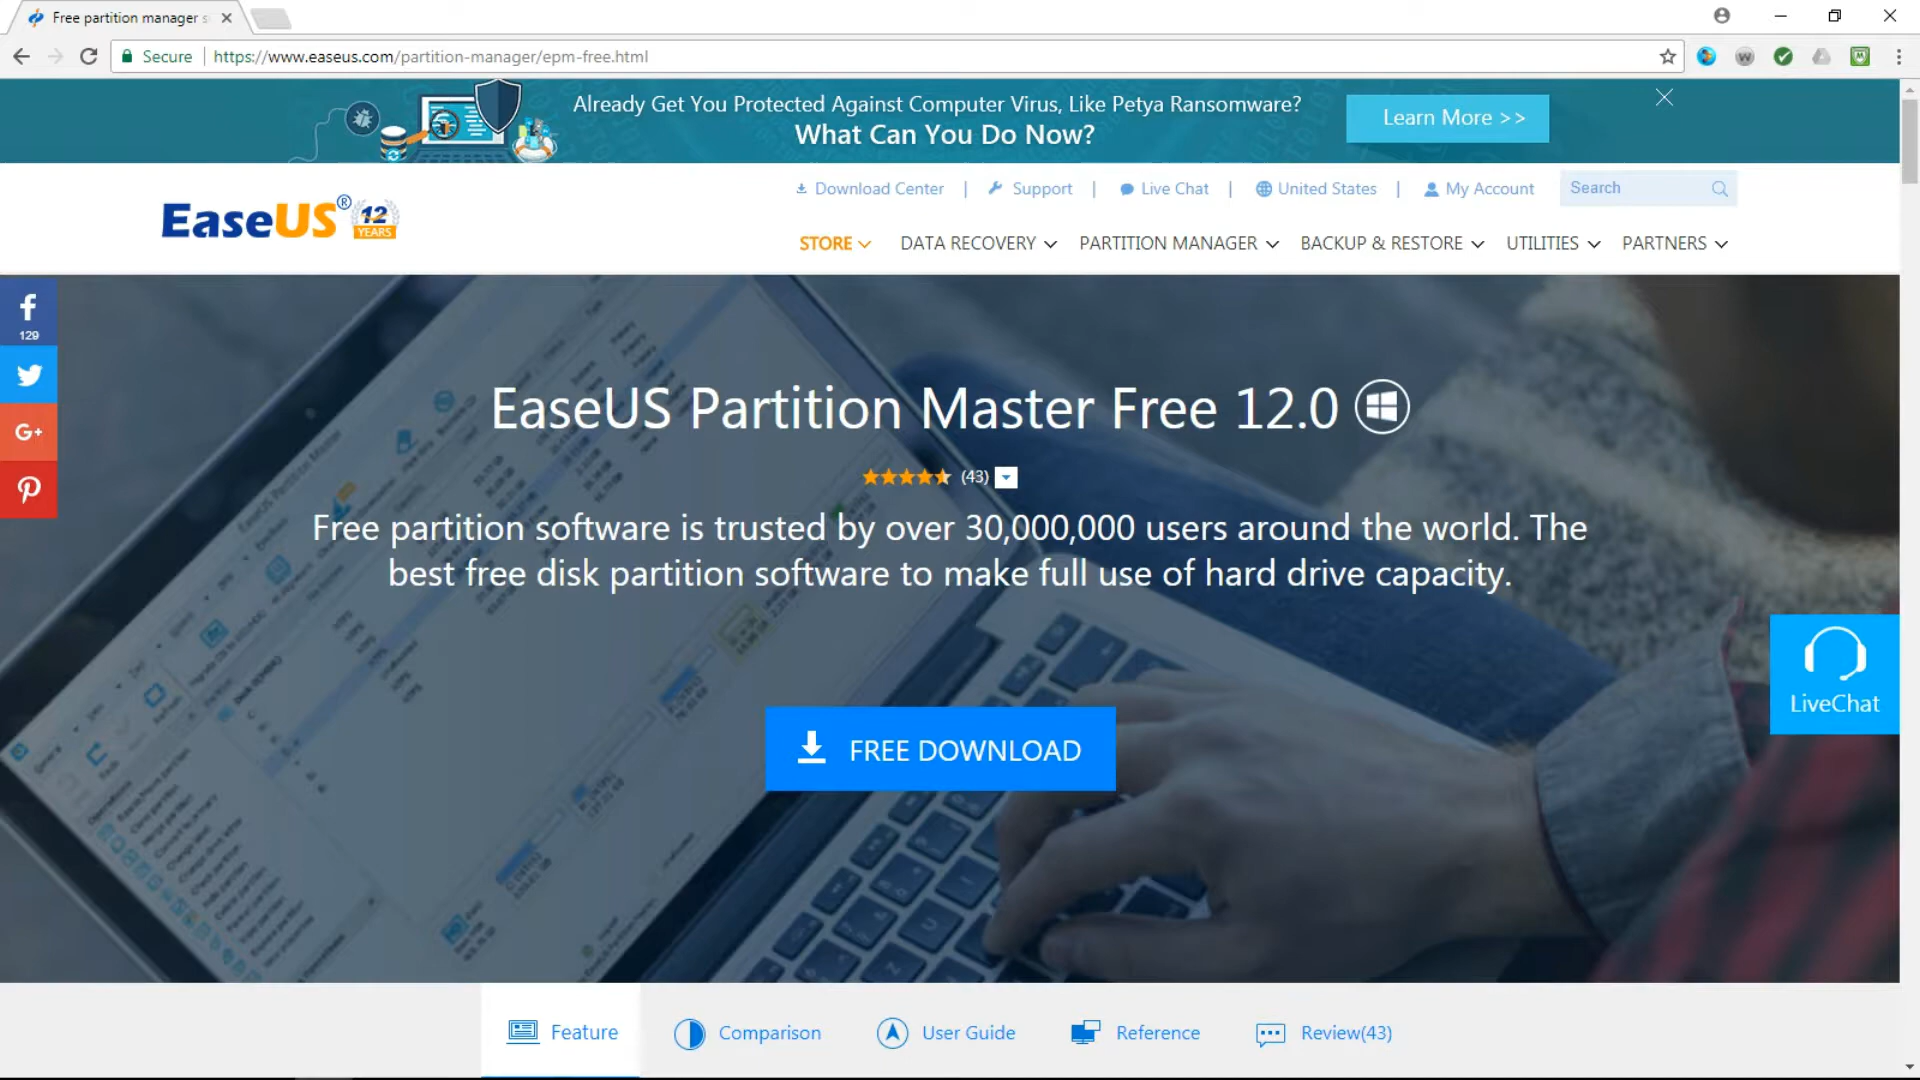 Free partition manager s
Secure
https://www.easeus.com/partition-manager/epm-free.html
Already Get You Protected Against Computer Virus, Like Petya Ransomware?
What Can You Do Now?
Learn More >>
Download Center | Support | Live Chat | United States | My Account
Search
EaseUS® 12 YEARS
STORE DATA RECOVERY PARTITION MANAGER BACKUP & RESTORE UTILITIES PARTNERS
129
G+
EaseUS Partition Master Free 12.0
(43)
Free partition software is trusted by over 30,000,000 users around the world. The
best free disk partition software to make full use of hard drive capacity.
LiveChat
FREE DOWNLOAD
Feature Comparison User Guide Reference Review(43)